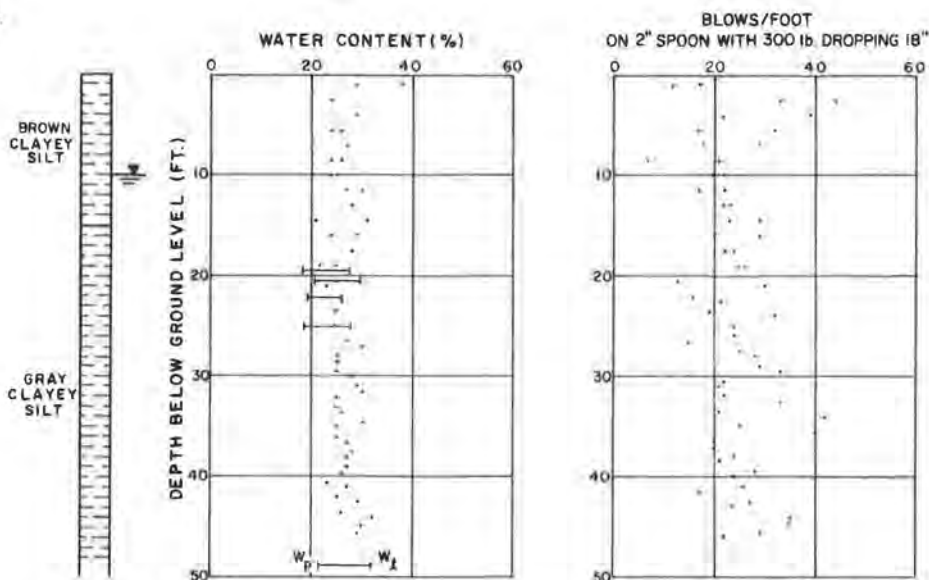 BLOWS/FOOT
WATER CONTENT (%)
ON 2" SPOON WITH 300 lb. DROPPING 18"
0 20 40 60
0 20 40 60
BROWN
CLAYEY
SILT
GRAY
CLAYEY
SILT
DEPTH BELOW GROUND LEVEL (FT.)
10
20
30
40
50
Wp Wl
10
20
30
40
50